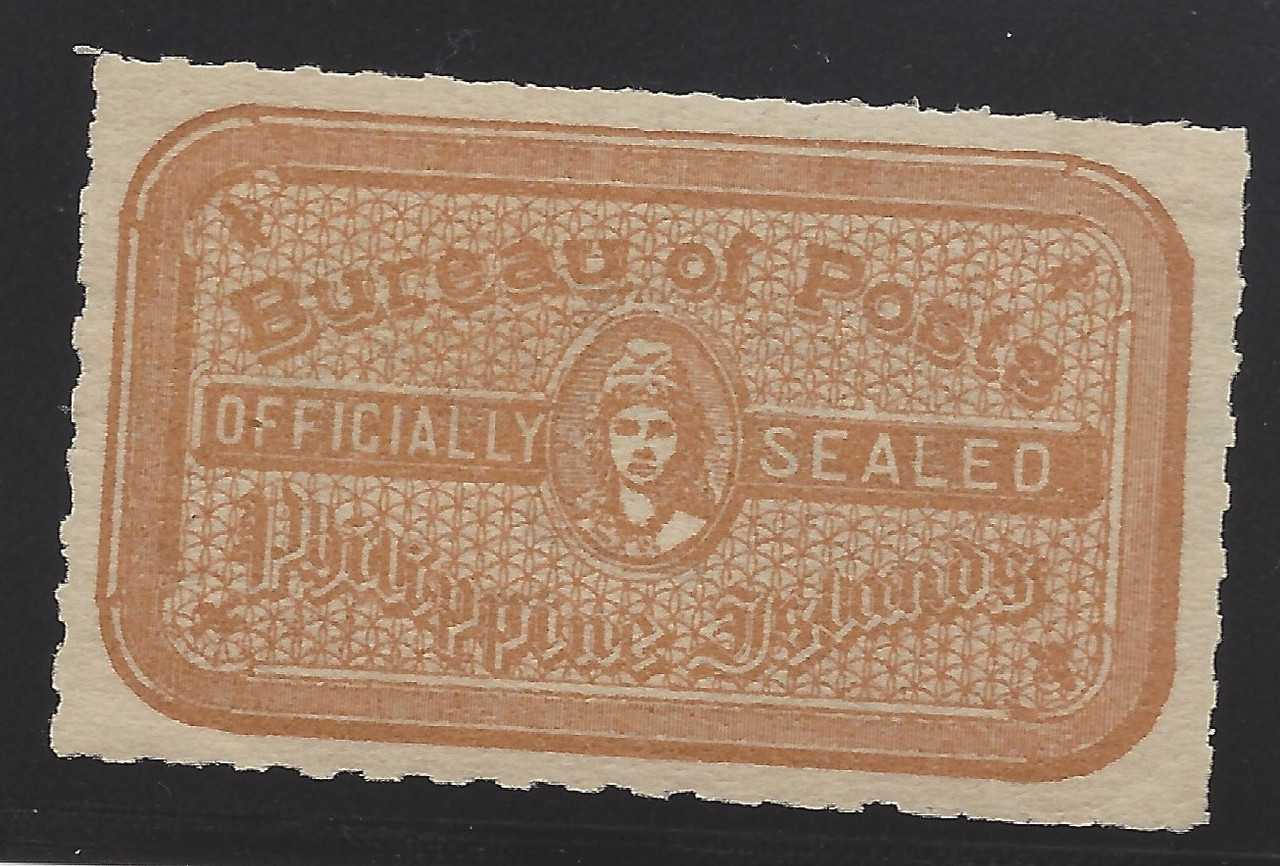 Bureau of Posts
OFFICIALLY SEALED
Philippine Islands